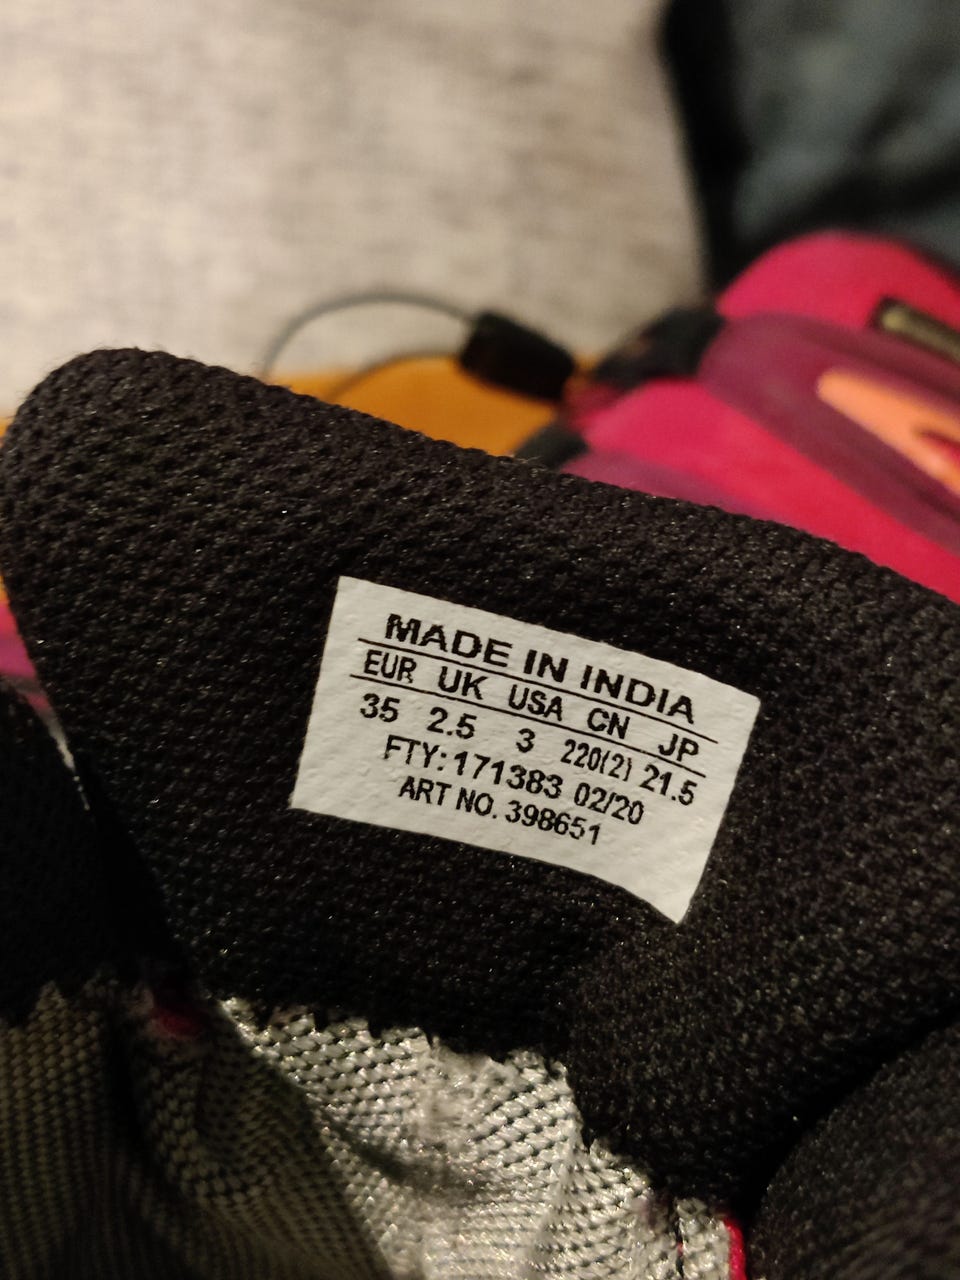 MADE IN INDIA
EUR UK USA CN JP
35 2.5 3 220(2) 21.5
FTY:171383 02/20
ART NO. 398651